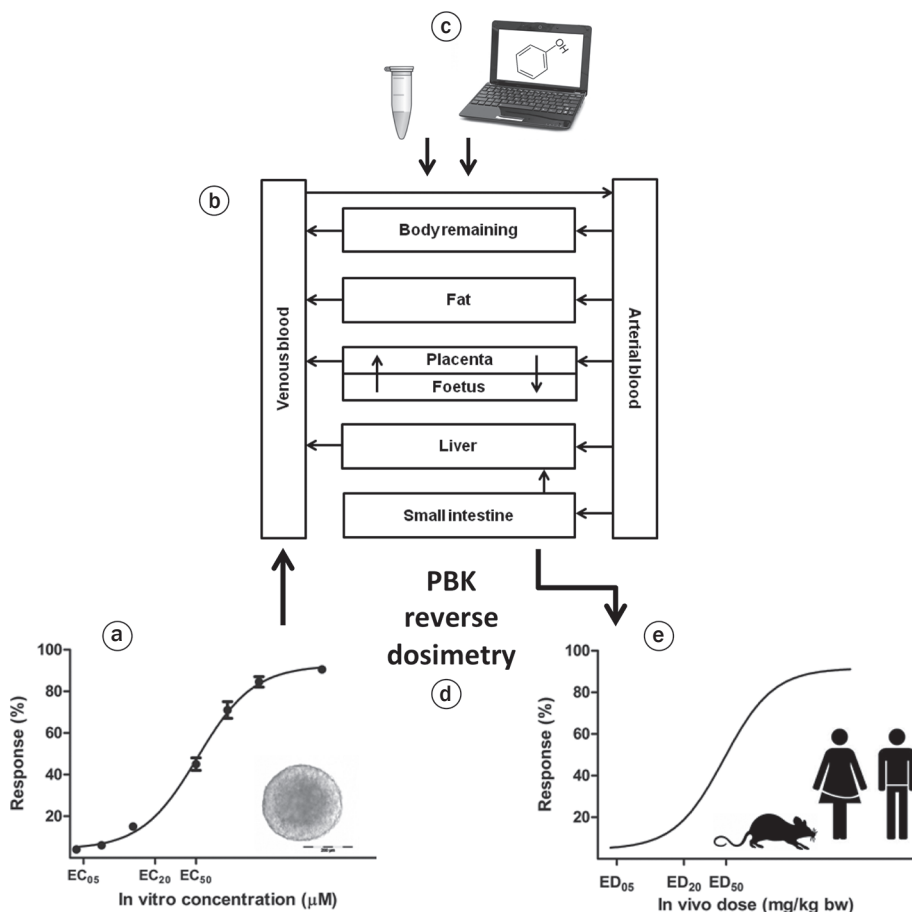 c
OH
b
Venous blood
Body remaining
Fat
Placenta
Foetus
Liver
Small intestine
Arterial blood
PBK
reverse
dosimetry
d
a
Response (%)
100
80
60
40
20
EC05 EC20 EC50
In vitro concentration (μM)
e
Response (%)
100
80
60
40
20
ED05 ED20 ED50
In vivo dose (mg/kg bw)